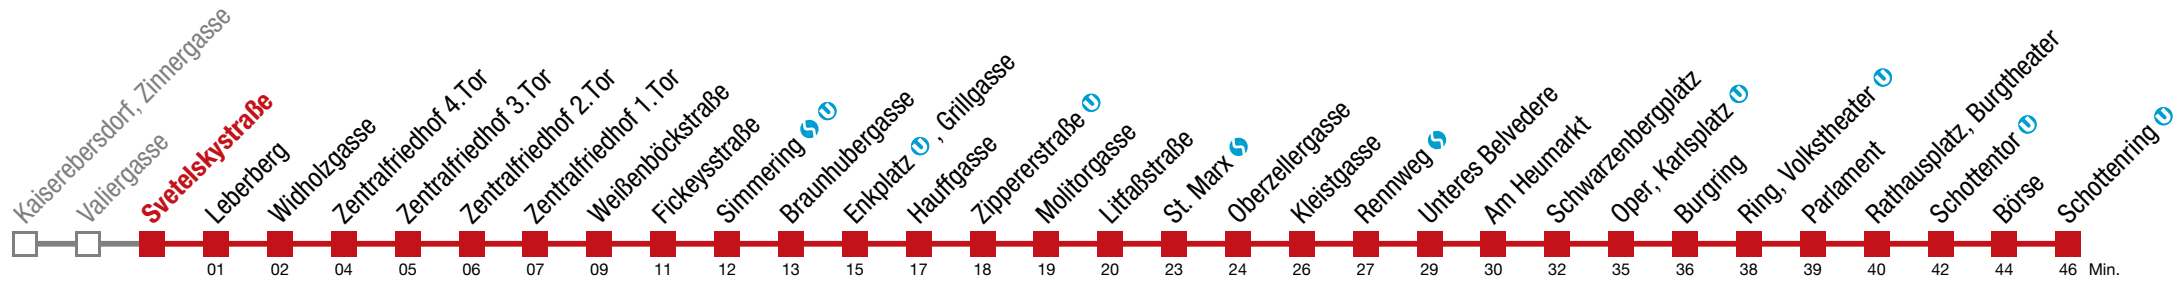 Kaiserebersdorf, Zinnergasse
Valiergasse
Svetelskystraße
Leberberg
Widholzgasse
Zentralfriedhof 4.Tor
Zentralfriedhof 3.Tor
Zentralfriedhof 2.Tor
Zentralfriedhof 1.Tor
Weißenböckstraße
Fickeysstraße
Simmering S U
Braunhubergasse
Enkplatz U , Grillgasse
Hauffgasse
Zippererstraße U
Molitorgasse
Litfaßstraße
St. Marx S
Oberzellergasse
Kleistgasse
Rennweg S
Unteres Belvedere
Am Heumarkt
Schwarzenbergplatz
Oper, Karlsplatz U
Burgring
Ring, Volkstheater U
Parlament
Rathausplatz, Burgtheater
Schottentor U
Börse
Schottenring U
01 02 04 05 06 07 09 11 12 13 15 17 18 19 20 23 24 26 27 29 30 32 35 36 38 39 40 42 44 46 Min.